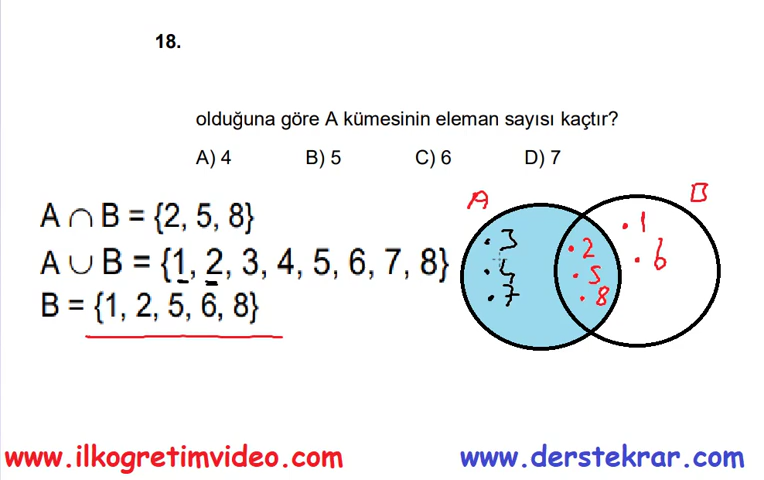 18.
olduğuna göre A kümesinin eleman sayısı kaçtır?
A) 4 B) 5 C) 6 D) 7
A ∩ B = {2, 5, 8}
A ∪ B = {1, 2, 3, 4, 5, 6, 7, 8}
B = {1, 2, 5, 6, 8}
A
B
3
4
7
2
5
8
1
6
www.ilkogretimvideo.com
www.derstekrar.com